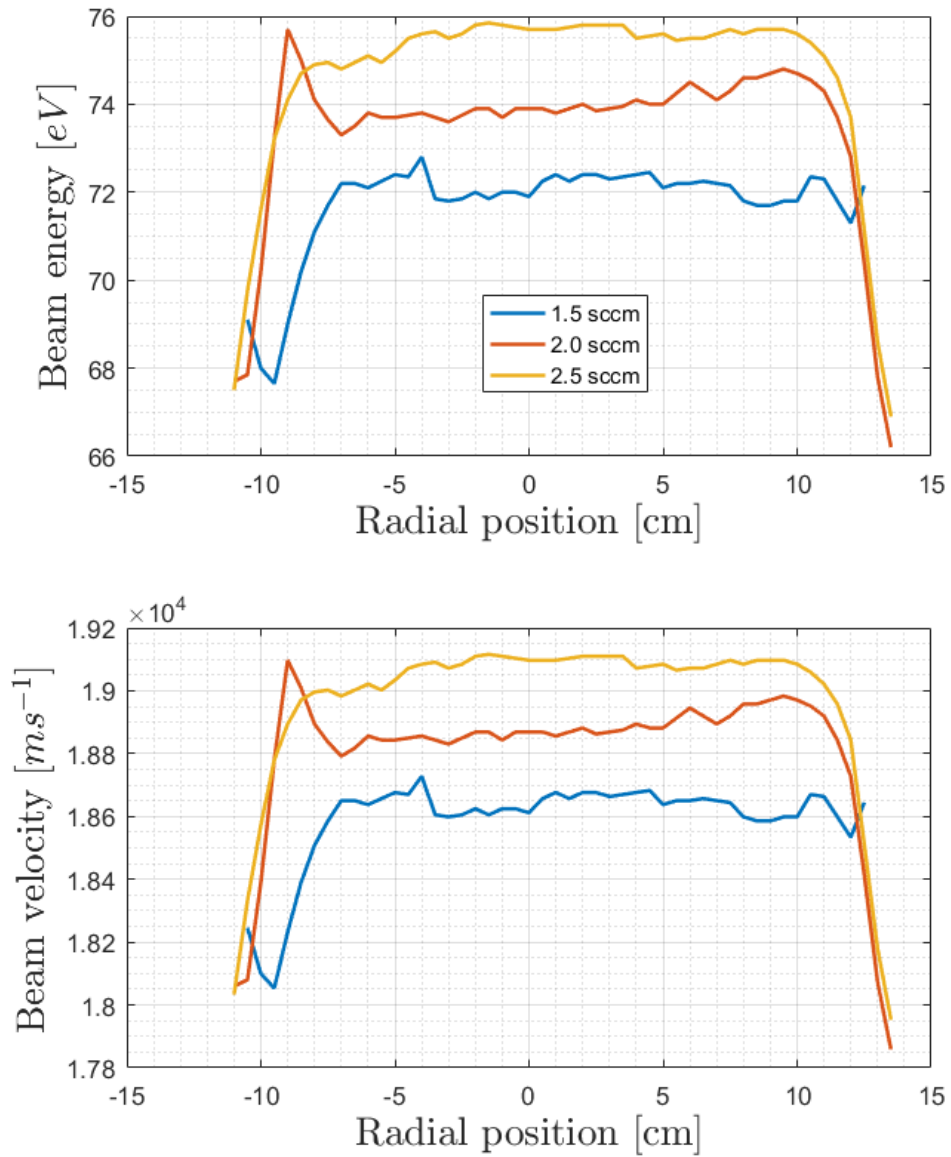 76
74
72
70
68
66
Beam energy [eV]
1.5 sccm
2.0 sccm
2.5 sccm
-15 -10 -5 0 5 10 15
Radial position [cm]
×10⁴
1.92
1.9
1.88
1.86
1.84
1.82
1.8
1.78
Beam velocity [ms⁻¹]
-15 -10 -5 0 5 10 15
Radial position [cm]